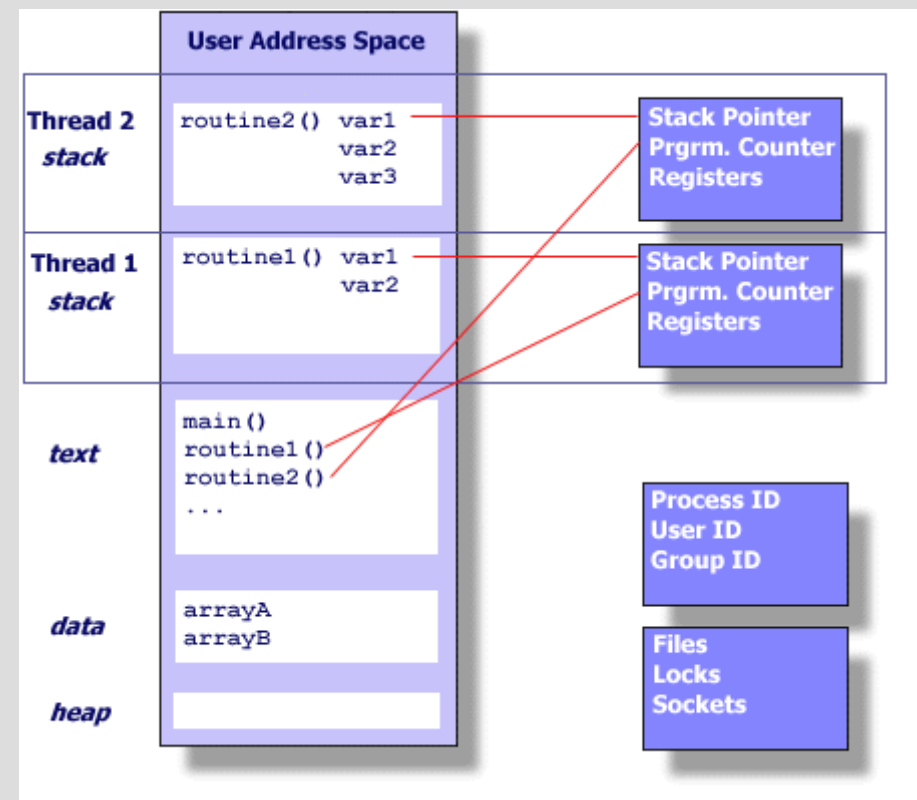 User Address Space
Thread 2
stack
routine2() var1
var2
var3
Stack Pointer
Prgrm. Counter
Registers
Thread 1
stack
routine1() var1
var2
Stack Pointer
Prgrm. Counter
Registers
text
main()
routine1()
routine2()
...
Process ID
User ID
Group ID
data
arrayA
arrayB
Files
Locks
Sockets
heap